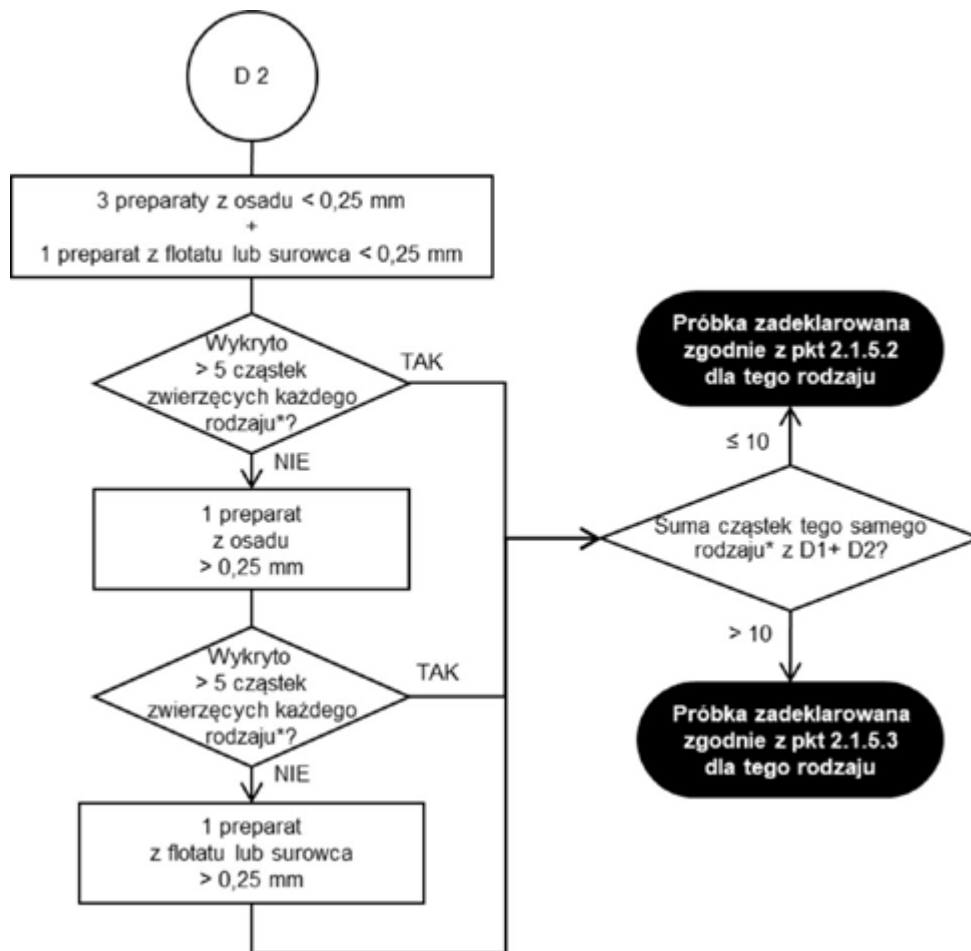 D 2
3 preparaty z osadu < 0,25 mm
+
1 preparat z flotatu lub surowca < 0,25 mm
Wykryto
> 5 cząstek
zwierzęcych każdego
rodzaju*?
TAK
NIE
1 preparat
z osadu
> 0,25 mm
Wykryto
> 5 cząstek
zwierzęcych każdego
rodzaju*?
TAK
NIE
1 preparat
z flotatu lub surowca
> 0,25 mm
Próbka zadeklarowana
zgodnie z pkt 2.1.5.2
dla tego rodzaju
≤ 10
Suma cząstek tego samego
rodzaju* z D1+ D2?
> 10
Próbka zadeklarowana
zgodnie z pkt 2.1.5.3
dla tego rodzaju